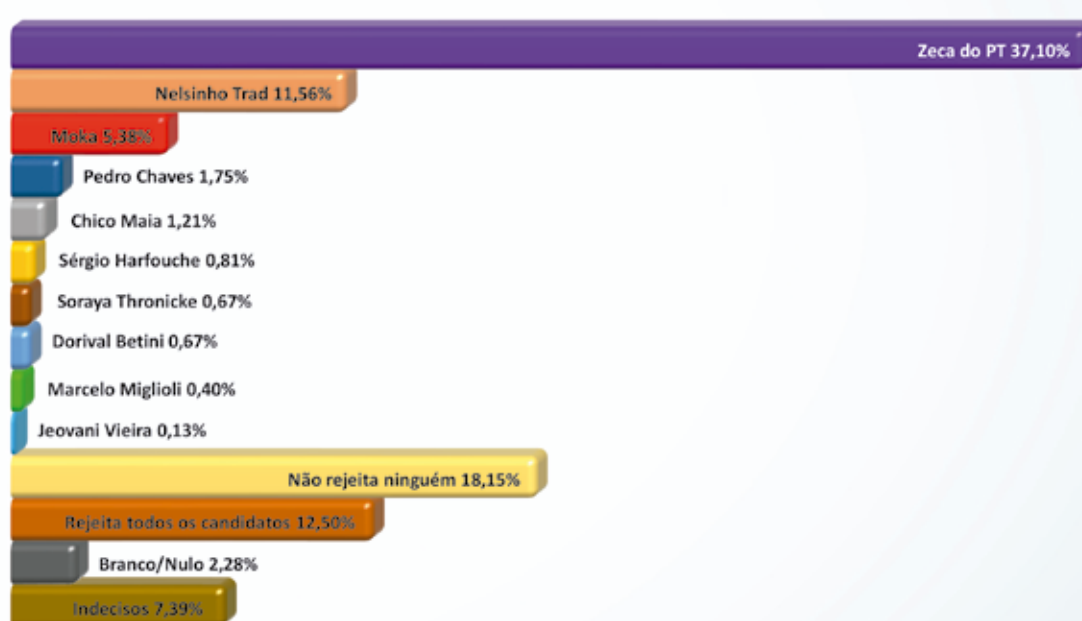 Zeca do PT 37,10%
Nelsinho Trad 11,56%
Moka 5,38%
Pedro Chaves 1,75%
Chico Maia 1,21%
Sérgio Harfouche 0,81%
Soraya Thronicke 0,67%
Dorival Betini 0,67%
Marcelo Miglioli 0,40%
Jeovani Vieira 0,13%
Não rejeita ninguém 18,15%
Rejeita todos os candidatos 12,50%
Branco/Nulo 2,28%
Indecisos 7,39%